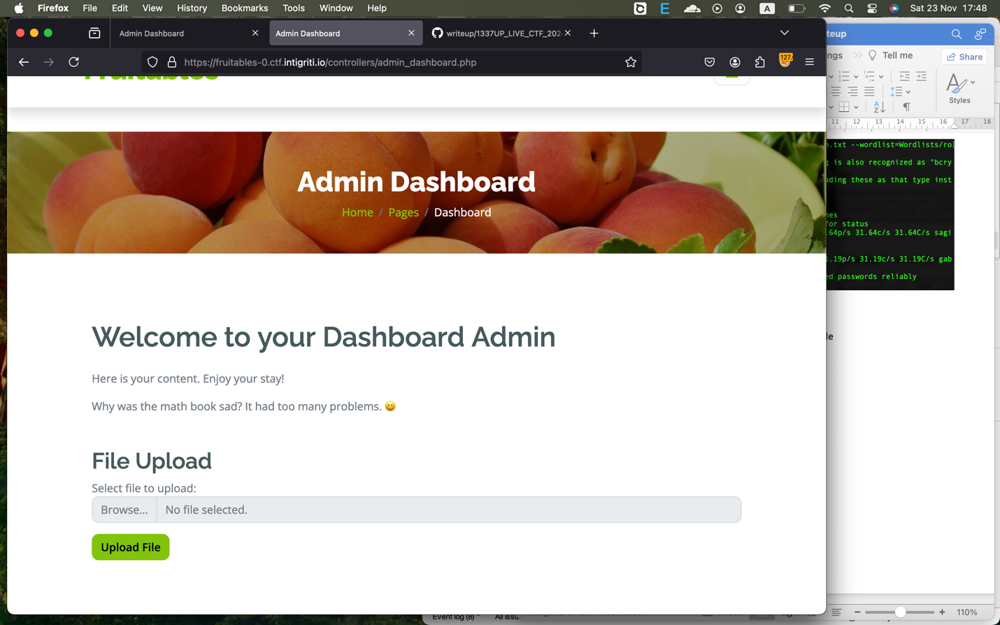 Firefox File Edit View History Bookmarks Tools Window Help
A
Sat 23 Nov 17:48
Admin Dashboard
Admin Dashboard
writeup/1337UP_LIVE_CTF_202
https://fruitables-0.ctf.intigriti.io/controllers/admin_dashboard.php
127.
teup
ngs
Tell me
Share
Styles
11 12 13 14 15 16 17 18
Fruitables
Admin Dashboard
Home / Pages / Dashboard
.txt --wordlist=Wordlists/ro
g is also recognized as "bcry
ading these as that type inst
nes
for status
.64p/s 31.64c/s 31.64C/s sagi
.19p/s 31.19c/s 31.19C/s gab
ed passwords reliably
le
Welcome to your Dashboard Admin
Here is your content. Enjoy your stay!
Why was the math book sad? It had too many problems. 😆
File Upload
Select file to upload:
Browse... No file selected.
Upload File
Event log (8)
All issu
110%